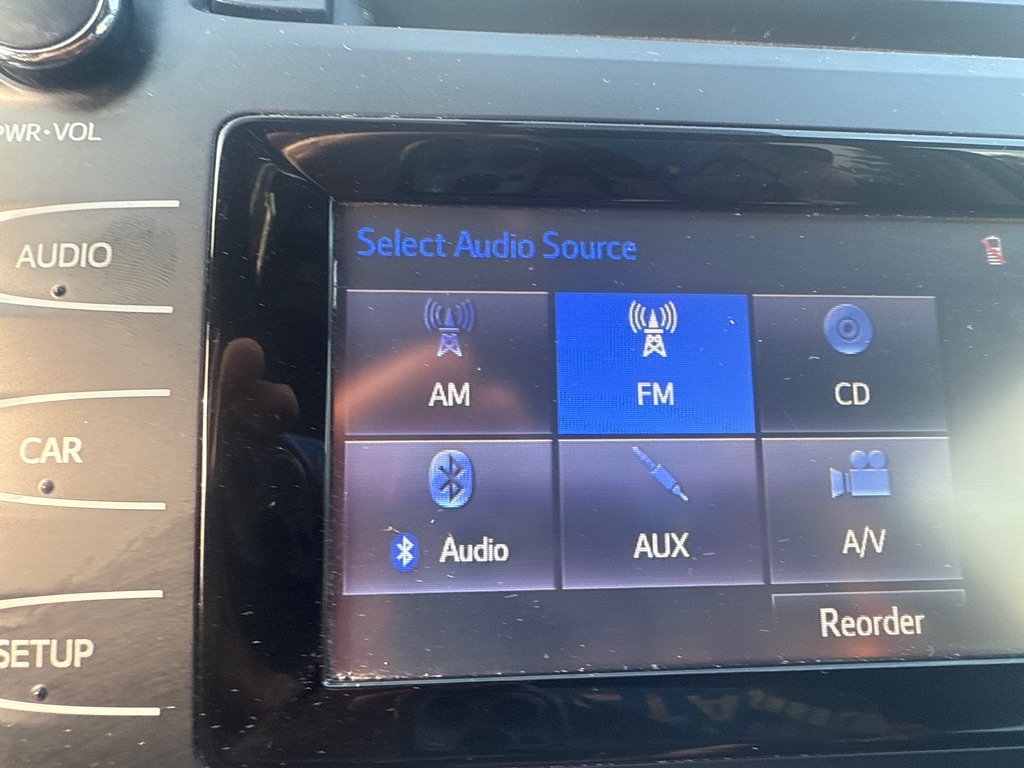 PWR•VOL
AUDIO
CAR
SETUP
Select Audio Source
AM
FM
CD
Audio
AUX
A/V
Reorder